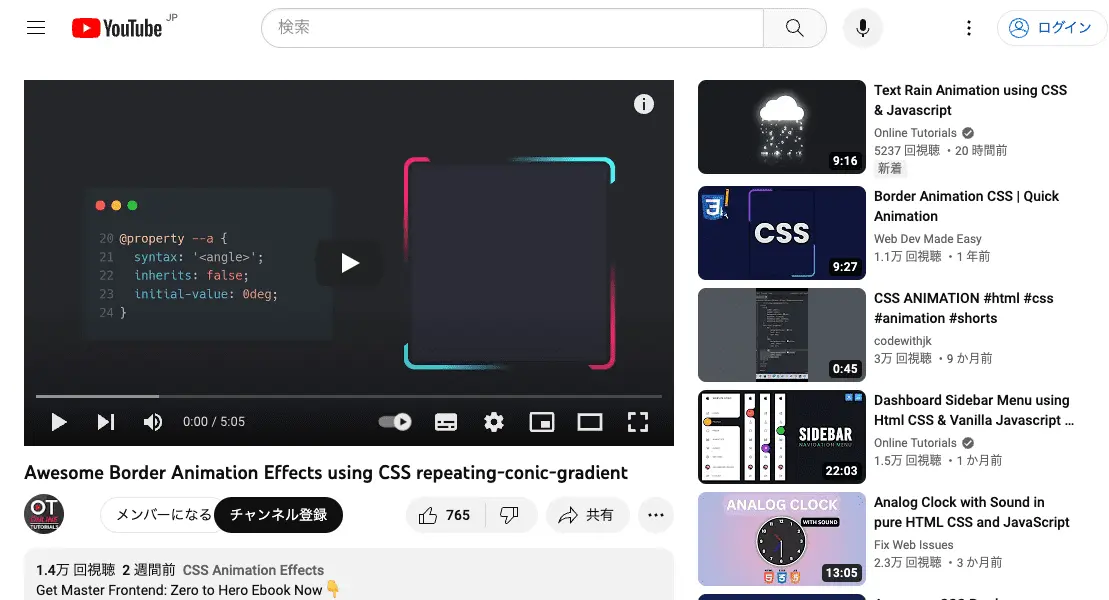 YouTube JP
検索
ログイン
20 @property --a {
21 syntax: '<angle>';
22 inherits: false;
23 initial-value: 0deg;
24 }
0:00 / 5:05
Awesome Border Animation Effects using CSS repeating-conic-gradient
OT
ONLINE
TUTORIALS
メンバーになる
チャンネル登録
765
共有
1.4万 回視聴 2 週間前 CSS Animation Effects
Get Master Frontend: Zero to Hero Ebook Now👇
9:16
Text Rain Animation using CSS
& Javascript
Online Tutorials
5237 回視聴 ・20 時間前
新着
3
CSS
9:27
Border Animation CSS | Quick
Animation
Web Dev Made Easy
1.1万 回視聴 ・1 年前
0:45
CSS ANIMATION #html #css
#animation #shorts
codewithjk
3万 回視聴 ・9 か月前
SIDEBAR
NAVIGATION MENU
22:03
Dashboard Sidebar Menu using
Html CSS & Vanilla Javascript ...
Online Tutorials
1.5万 回視聴 ・1 か月前
ANALOG CLOCK
WITH SOUND
13:05
Analog Clock with Sound in
pure HTML CSS and JavaScript
Fix Web Issues
2.3万 回視聴 ・3 か月前